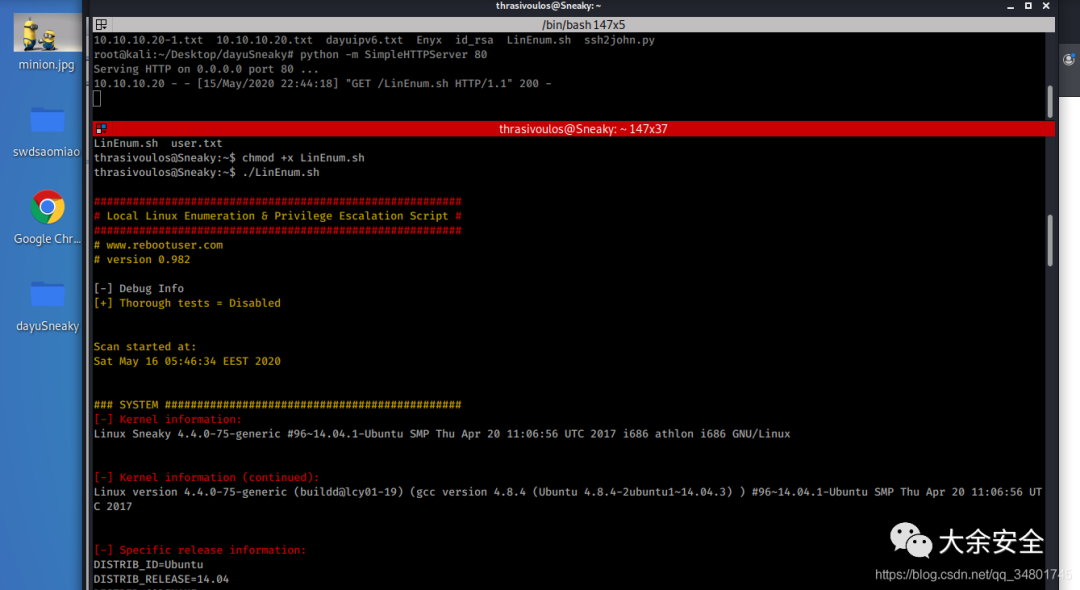 thrasivoulos@Sneaky: ~
/bin/bash 147x5
10.10.10.20-1.txt 10.10.10.20.txt dayuipv6.txt Enyx id_rsa LinEnum.sh ssh2john.py
root@kali:~/Desktop/dayuSneaky# python -m SimpleHTTPServer 80
Serving HTTP on 0.0.0.0 port 80 ...
10.10.10.20 - - [15/May/2020 22:44:18] "GET /LinEnum.sh HTTP/1.1" 200 -
thrasivoulos@Sneaky: ~ 147x37
LinEnum.sh user.txt
thrasivoulos@Sneaky:~$ chmod +x LinEnum.sh
thrasivoulos@Sneaky:~$ ./LinEnum.sh
#########################################################
# Local Linux Enumeration & Privilege Escalation Script #
#########################################################
# www.rebootuser.com
# version 0.982
[-] Debug Info
[+] Thorough tests = Disabled
Scan started at:
Sat May 16 05:46:34 EEST 2020
### SYSTEM ##############################################
[-] Kernel information:
Linux Sneaky 4.4.0-75-generic #96~14.04.1-Ubuntu SMP Thu Apr 20 11:06:56 UTC 2017 i686 athlon i686 GNU/Linux
[-] Kernel information (continued):
Linux version 4.4.0-75-generic (buildd@lcy01-19) (gcc version 4.8.4 (Ubuntu 4.8.4-2ubuntu1~14.04.3) ) #96~14.04.1-Ubuntu SMP Thu Apr 20 11:06:56 UT
C 2017
[-] Specific release information:
DISTRIB_ID=Ubuntu
DISTRIB_RELEASE=14.04
minion.jpg
swdsaomiao
Google Chr...
dayuSneaky
大余安全